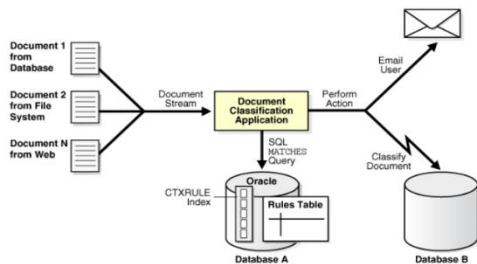 Document 1
from
Database
Document 2
from File
System
Document N
from Web
Document
Stream
Document
Classification
Application
Perform
Action
Email
User
Classify
Document
SQL
MATCHES
Query
CTXRULE
Index
Oracle
Rules Table
Database A
Database B